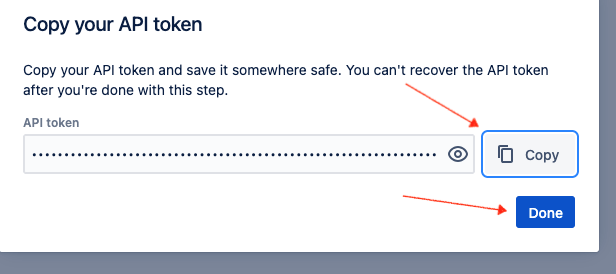 Copy your API token
Copy your API token and save it somewhere safe. You can't recover the API token
after you're done with this step.
API token
Copy
Done